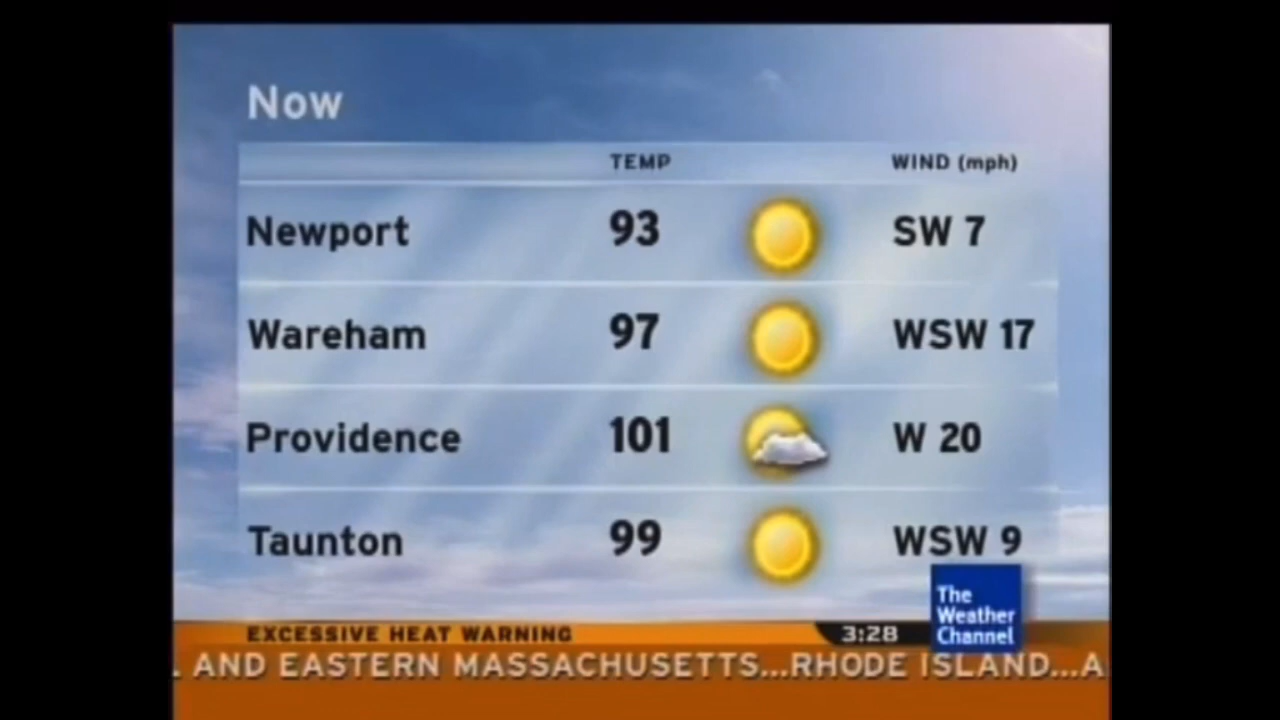 Now
TEMP WIND (mph)
Newport 93 SW 7
Wareham 97 WSW 17
Providence 101 W 20
Taunton 99 WSW 9
The
Weather
Channel
EXCESSIVE HEAT WARNING 3:28
AND EASTERN MASSACHUSETTS...RHODE ISLAND...A